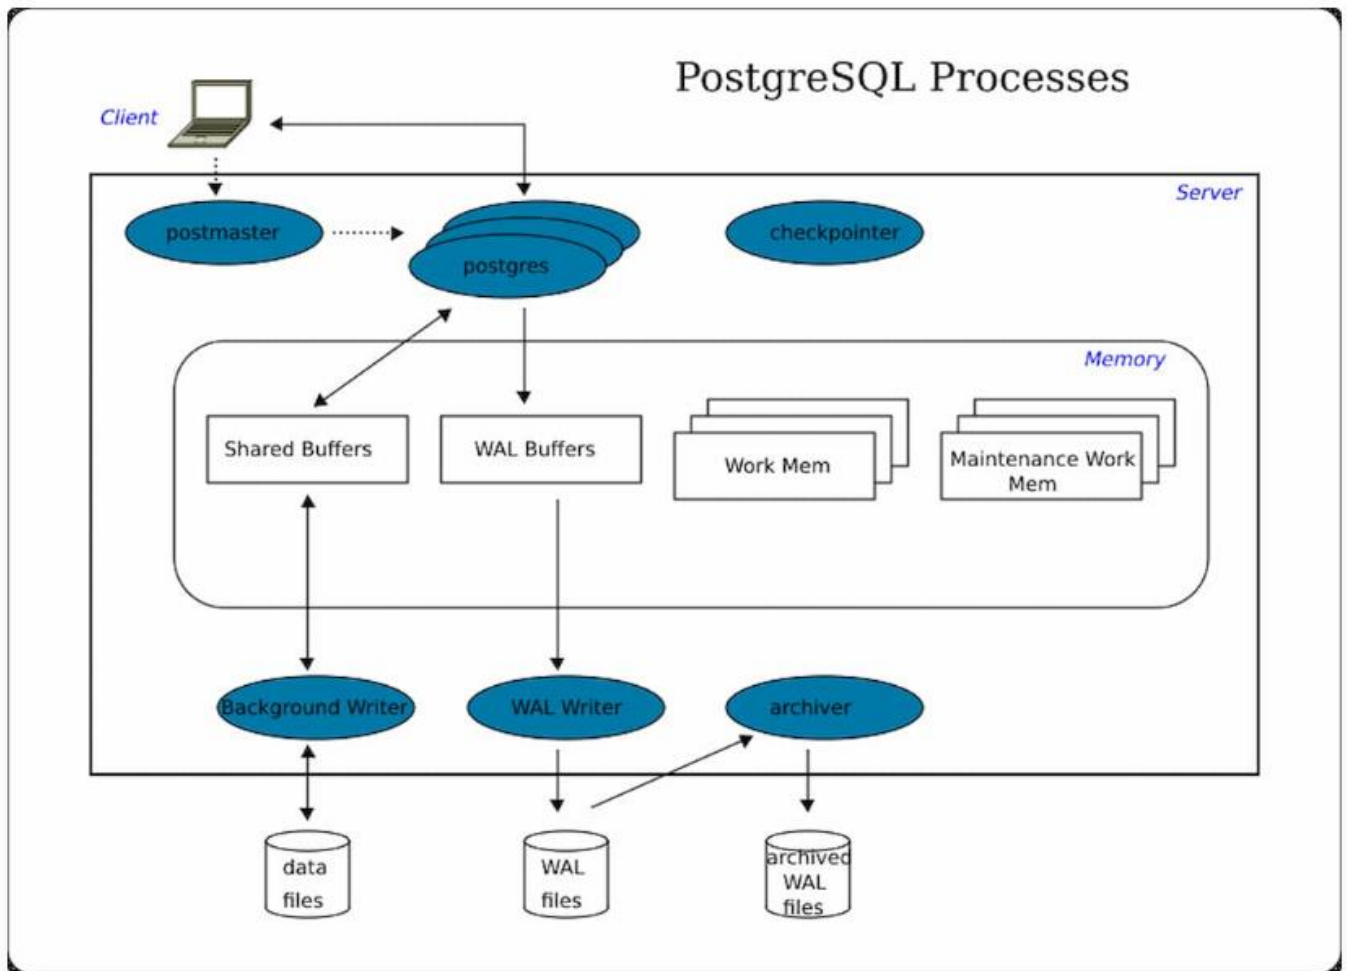 PostgreSQL Processes
Client
Server
postmaster
postgres
checkpointer
Memory
Shared Buffers
WAL Buffers
Work Mem
Maintenance Work
Mem
Background Writer
WAL Writer
archiver
data
files
WAL
files
archived
WAL
files